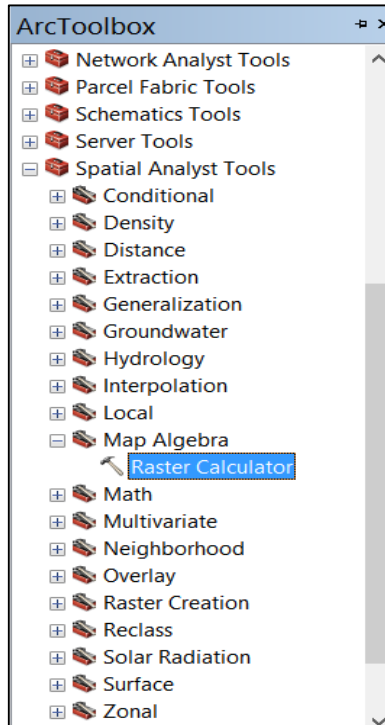 ArcToolbox
Network Analyst Tools
Parcel Fabric Tools
Schematics Tools
Server Tools
Spatial Analyst Tools
Conditional
Density
Distance
Extraction
Generalization
Groundwater
Hydrology
Interpolation
Local
Map Algebra
Raster Calculator
Math
Multivariate
Neighborhood
Overlay
Raster Creation
Reclass
Solar Radiation
Surface
Zonal